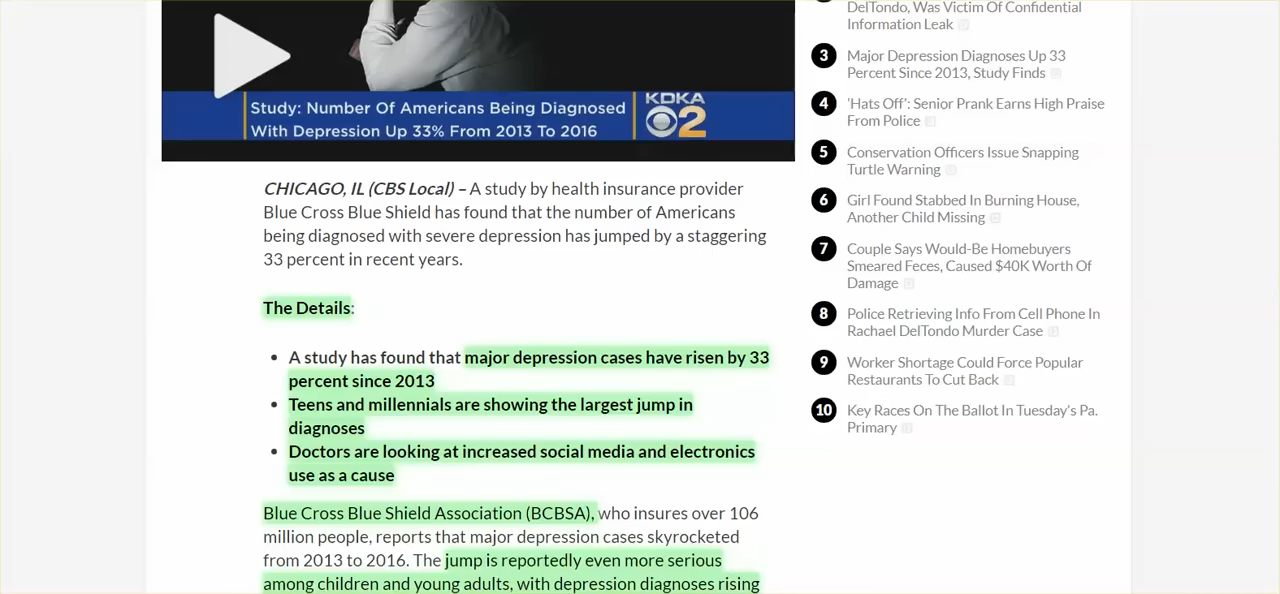 Study: Number Of Americans Being Diagnosed
With Depression Up 33% From 2013 To 2016
KDKA
2
CHICAGO, IL (CBS Local) – A study by health insurance provider
Blue Cross Blue Shield has found that the number of Americans
being diagnosed with severe depression has jumped by a staggering
33 percent in recent years.
The Details:
• A study has found that major depression cases have risen by 33
percent since 2013
• Teens and millennials are showing the largest jump in
diagnoses
• Doctors are looking at increased social media and electronics
use as a cause
Blue Cross Blue Shield Association (BCBSA), who insures over 106
million people, reports that major depression cases skyrocketed
from 2013 to 2016. The jump is reportedly even more serious
among children and young adults, with depression diagnoses rising
DelTondo, Was Victim Of Confidential
Information Leak
3 Major Depression Diagnoses Up 33
Percent Since 2013, Study Finds
4 'Hats Off': Senior Prank Earns High Praise
From Police
5 Conservation Officers Issue Snapping
Turtle Warning
6 Girl Found Stabbed In Burning House,
Another Child Missing
7 Couple Says Would-Be Homebuyers
Smeared Feces, Caused $40K Worth Of
Damage
8 Police Retrieving Info From Cell Phone In
Rachael DelTondo Murder Case
9 Worker Shortage Could Force Popular
Restaurants To Cut Back
10 Key Races On The Ballot In Tuesday's Pa.
Primary